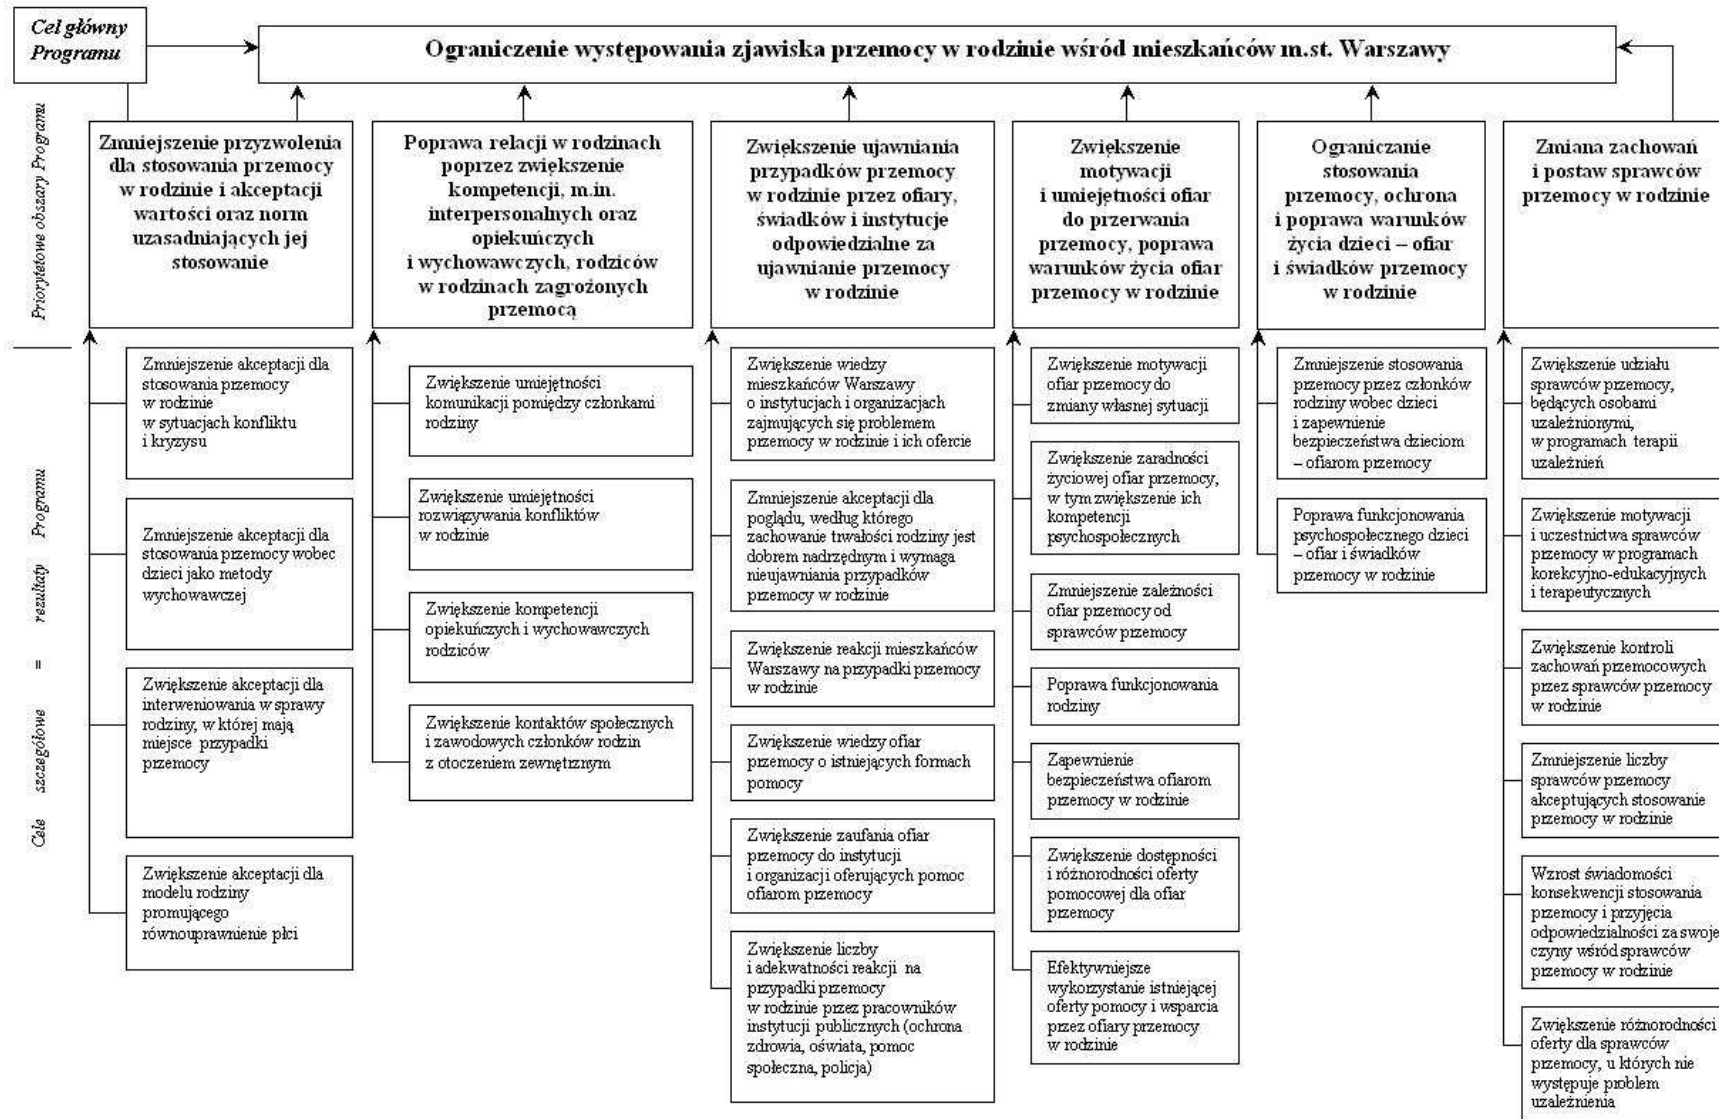 Cel główny
Programu
Ograniczenie występowania zjawiska przemocy w rodzinie wśród mieszkańców m.st. Warszawy
Priorytetowe obszary Programu
Zmniejszenie przyzwolenia
dla stosowania przemocy
w rodzinie i akceptacji
wartości oraz norm
uzasadniających jej
stosowanie
Poprawa relacji w rodzinach
poprzez zwiększenie
kompetencji, m.in.
interpersonalnych oraz
opiekuńczych
i wychowawczych, rodziców
w rodzinach zagrożonych
przemocą
Zwiększenie ujawniania
przypadków przemocy
w rodzinie przez ofiary,
świadków i instytucje
odpowiedzialne za
ujawnianie przemocy
w rodzinie
Zwiększenie
motywacji
i umiejętności ofiar
do przerwania
przemocy, poprawa
warunków życia ofiar
przemocy w rodzinie
Ograniczanie
stosowania
przemocy, ochrona
i poprawa warunków
życia dzieci – ofiar
i świadków przemocy
w rodzinie
Zmiana zachowań
i postaw sprawców
przemocy w rodzinie
Cele szczegółowe = rezultaty Programu
Zmniejszenie akceptacji dla
stosowania przemocy
w rodzinie
w sytuacjach konfliktu
i kryzysu
Zmniejszenie akceptacji dla
stosowania przemocy wobec
dzieci jako metody
wychowawczej
Zwiększenie akceptacji dla
interweniowania w sprawy
rodziny, w której mają
miejsce przypadki
przemocy
Zwiększenie akceptacji dla
modelu rodziny
promującego
równouprawnienie płci
Zwiększenie umiejętności
komunikacji pomiędzy członkami
rodziny
Zwiększenie umiejętności
rozwiązywania konfliktów
w rodzinie
Zwiększenie kompetencji
opiekuńczych i wychowawczych
rodziców
Zwiększenie kontaktów społecznych
i zawodowych członków rodzin
z otoczeniem zewnętrznym
Zwiększenie wiedzy
mieszkańców Warszawy
o instytucjach i organizacjach
zajmujących się problemem
przemocy w rodzinie i ich ofercie
Zmniejszenie akceptacji dla
poglądu, według którego
zachowanie trwałości rodziny jest
dobrem nadrzędnym i wymaga
nieujawniania przypadków
przemocy w rodzinie
Zwiększenie reakcji mieszkańców
Warszawy na przypadki przemocy
w rodzinie
Zwiększenie wiedzy ofiar
przemocy o istniejących formach
pomocy
Zwiększenie zaufania ofiar
przemocy do instytucji
i organizacji oferujących pomoc
ofiarom przemocy
Zwiększenie liczby
i adekwatności reakcji na
przypadki przemocy
w rodzinie przez pracowników
instytucji publicznych (ochrona
zdrowia, oświata, pomoc
społeczna, policja)
Zwiększenie motywacji
ofiar przemocy do
zmiany własnej sytuacji
Zwiększenie zaradności
życiowej ofiar przemocy,
w tym zwiększenie ich
kompetencji
psychospołecznych
Zmniejszenie zależności
ofiar przemocy od
sprawców przemocy
Poprawa funkcjonowania
rodziny
Zapewnienie
bezpieczeństwa ofiarom
przemocy w rodzinie
Zwiększenie dostępności
i różnorodności oferty
pomocowej dla ofiar
przemocy
Efektywniejsze
wykorzystanie istniejącej
oferty pomocy i wsparcia
przez ofiary przemocy
w rodzinie
Zmniejszenie stosowania
przemocy przez członków
rodziny wobec dzieci
i zapewnienie
bezpieczeństwa dzieciom
– ofiarom przemocy
Poprawa funkcjonowania
psychospołecznego dzieci
– ofiar i świadków
przemocy w rodzinie
Zwiększenie udziału
sprawców przemocy,
będących osobami
uzależnionymi,
w programach terapii
uzależnień
Zwiększenie motywacji
i uczestnictwa sprawców
przemocy w programach
korekcyjno-edukacyjnych
i terapeutycznych
Zwiększenie kontroli
zachowań przemocowych
przez sprawców przemocy
w rodzinie
Zmniejszenie liczby
sprawców przemocy
akceptujących stosowanie
przemocy w rodzinie
Wzrost świadomości
konsekwencji stosowania
przemocy i przyjęcia
odpowiedzialności za swoje
czyny wśród sprawców
przemocy w rodzinie
Zwiększenie różnorodności
oferty dla sprawców
przemocy, u których nie
występuje problem
uzależnienia